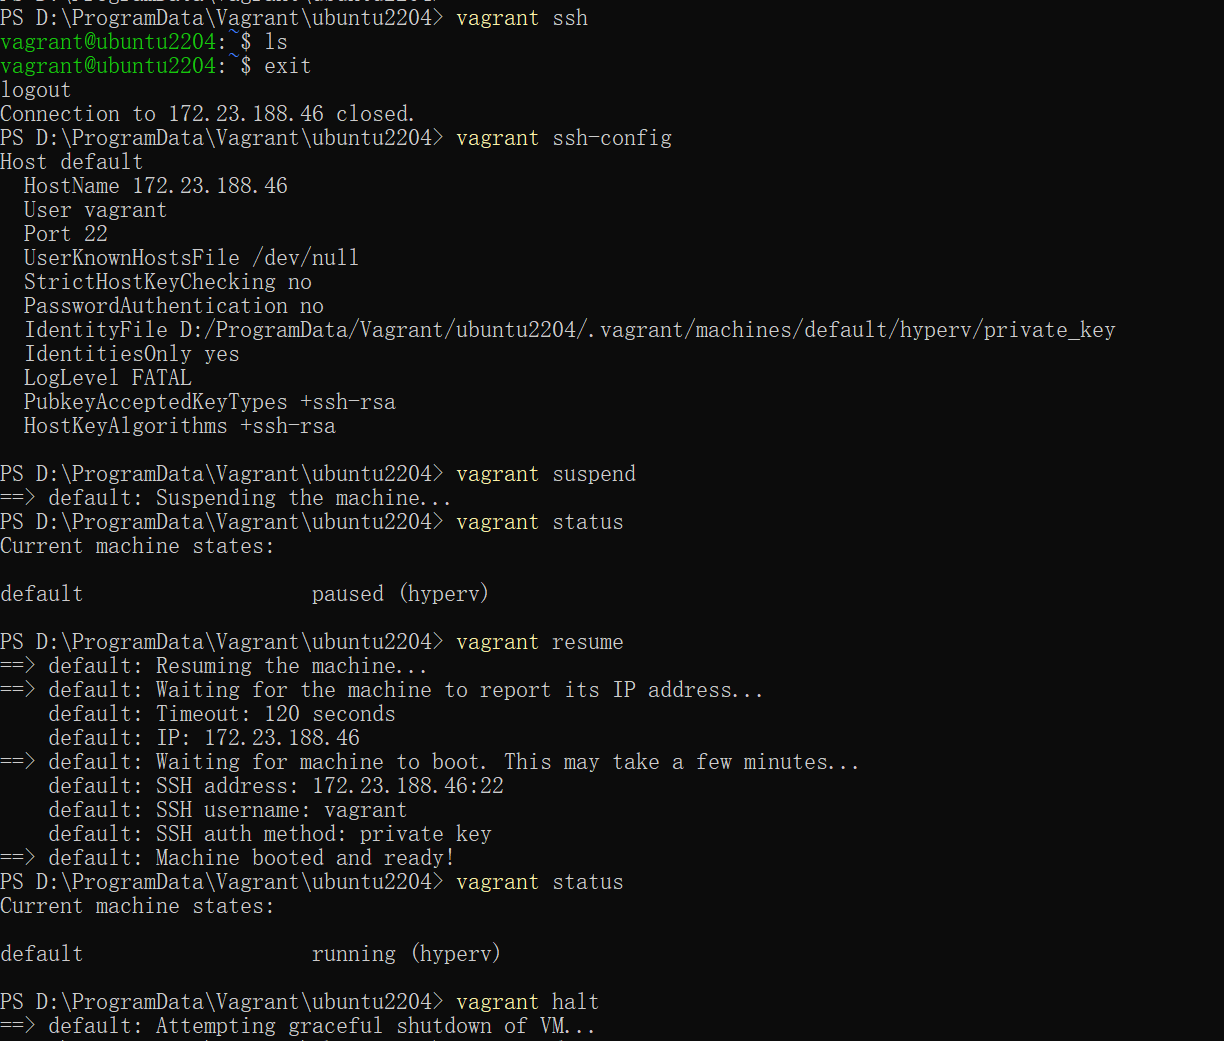 PS D:\ProgramData\Vagrant\ubuntu2204> vagrant ssh
vagrant@ubuntu2204:~$ ls
vagrant@ubuntu2204:~$ exit
logout
Connection to 172.23.188.46 closed.
PS D:\ProgramData\Vagrant\ubuntu2204> vagrant ssh-config
Host default
  HostName 172.23.188.46
  User vagrant
  Port 22
  UserKnownHostsFile /dev/null
  StrictHostKeyChecking no
  PasswordAuthentication no
  IdentityFile D:/ProgramData/Vagrant/ubuntu2204/.vagrant/machines/default/hyperv/private_key
  IdentitiesOnly yes
  LogLevel FATAL
  PubkeyAcceptedKeyTypes +ssh-rsa
  HostKeyAlgorithms +ssh-rsa

PS D:\ProgramData\Vagrant\ubuntu2204> vagrant suspend
==> default: Suspending the machine...
PS D:\ProgramData\Vagrant\ubuntu2204> vagrant status
Current machine states:

default                   paused (hyperv)

PS D:\ProgramData\Vagrant\ubuntu2204> vagrant resume
==> default: Resuming the machine...
==> default: Waiting for the machine to report its IP address...
    default: Timeout: 120 seconds
    default: IP: 172.23.188.46
==> default: Waiting for machine to boot. This may take a few minutes...
    default: SSH address: 172.23.188.46:22
    default: SSH username: vagrant
    default: SSH auth method: private key
==> default: Machine booted and ready!
PS D:\ProgramData\Vagrant\ubuntu2204> vagrant status
Current machine states:

default                   running (hyperv)

PS D:\ProgramData\Vagrant\ubuntu2204> vagrant halt
==> default: Attempting graceful shutdown of VM...